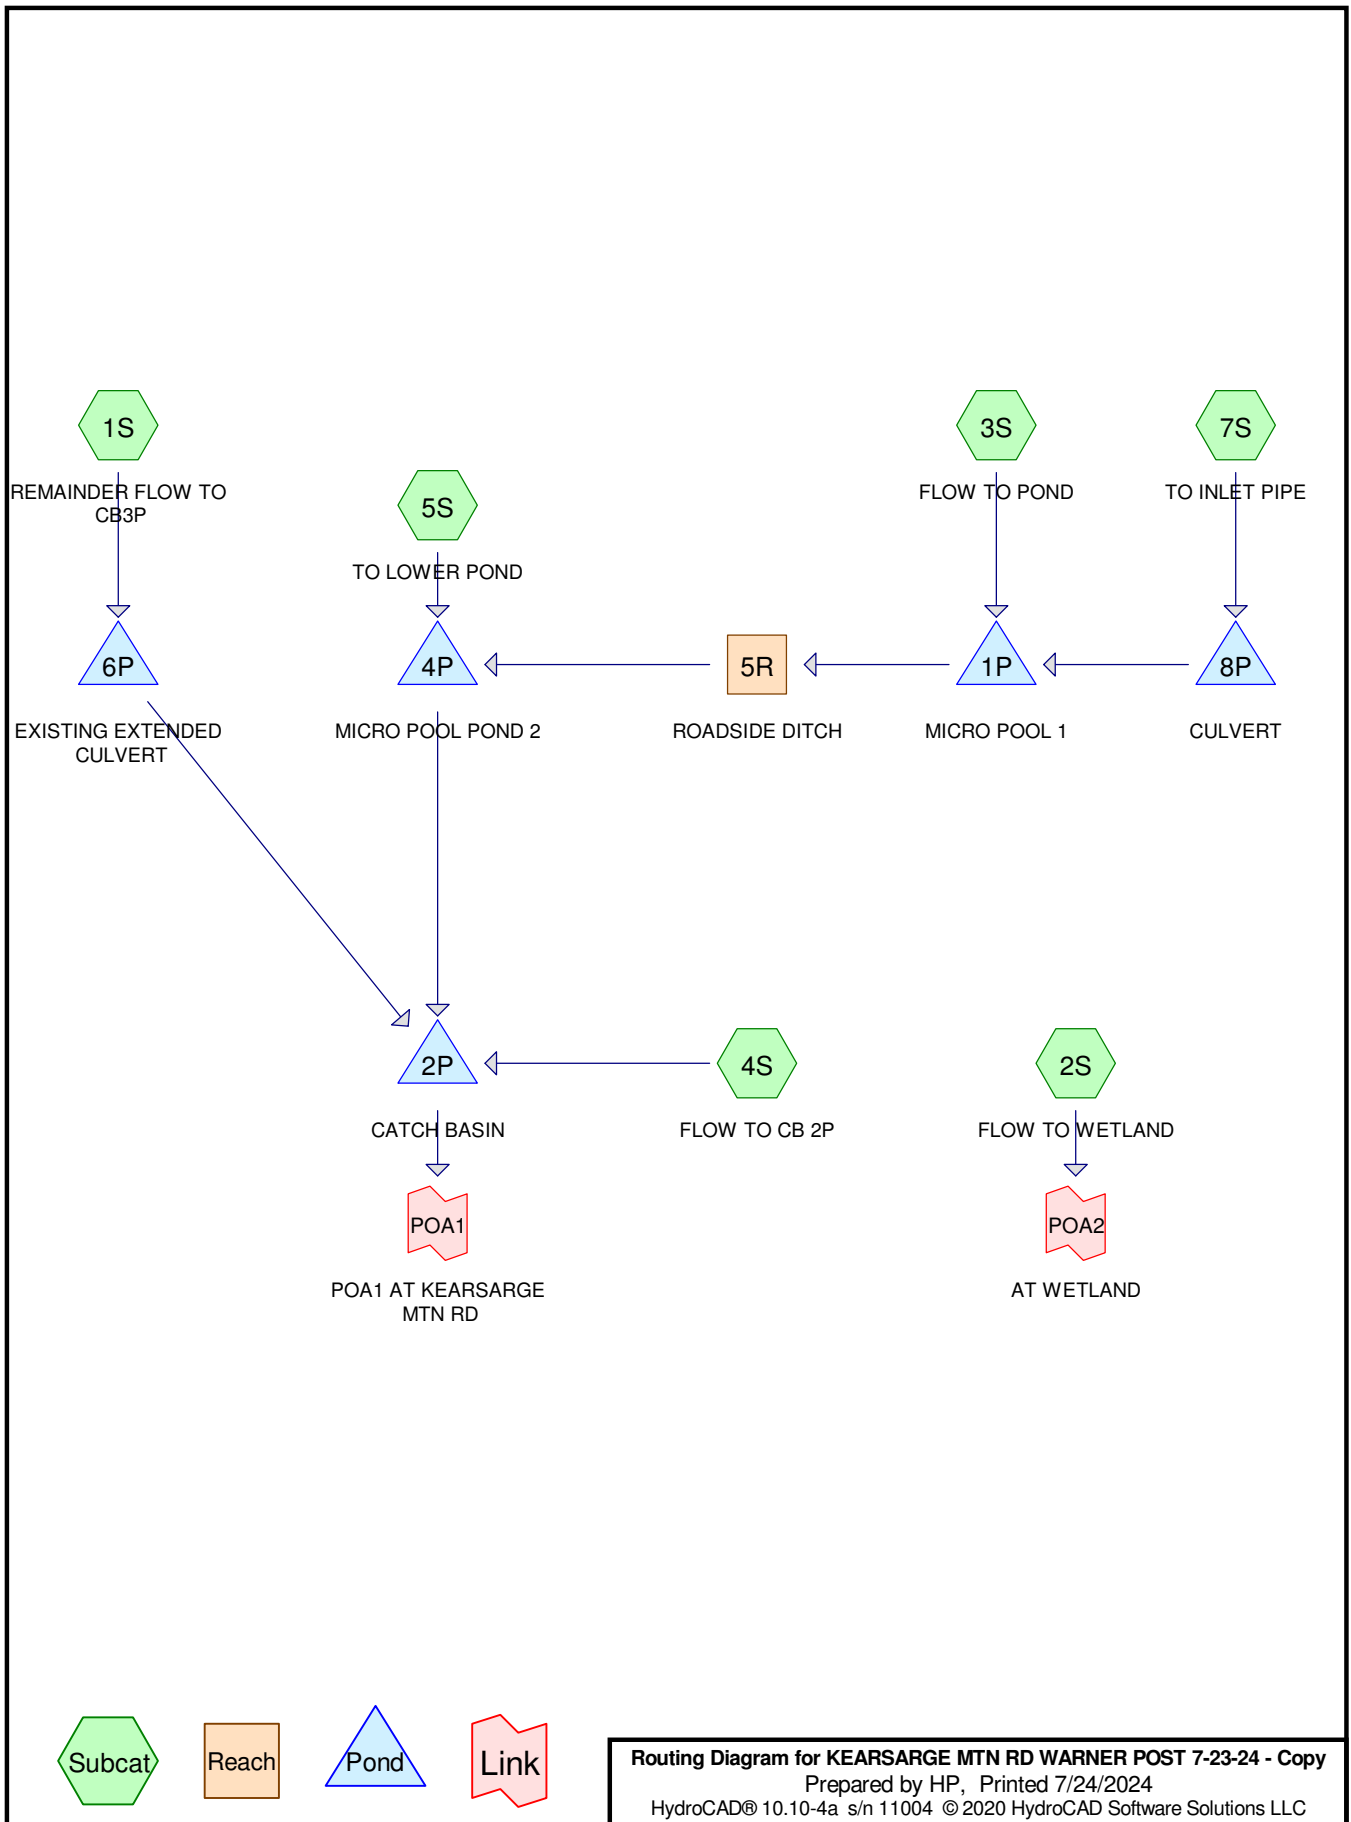 1S
3S
7S
REMAINDER FLOW TO
CB3P
5S
FLOW TO POND
TO INLET PIPE
TO LOWER POND
6P
4P
5R
1P
8P
EXISTING EXTENDED
CULVERT
MICRO POOL POND 2
ROADSIDE DITCH
MICRO POOL 1
CULVERT
2P
4S
2S
CATCH BASIN
FLOW TO CB 2P
FLOW TO WETLAND
POA1
POA2
POA1 AT KEARSARGE
MTN RD
AT WETLAND
Subcat
Reach
Pond
Link
Routing Diagram for KEARSARGE MTN RD WARNER POST 7-23-24 - Copy
Prepared by HP, Printed 7/24/2024
HydroCAD® 10.10-4a s/n 11004 © 2020 HydroCAD Software Solutions LLC